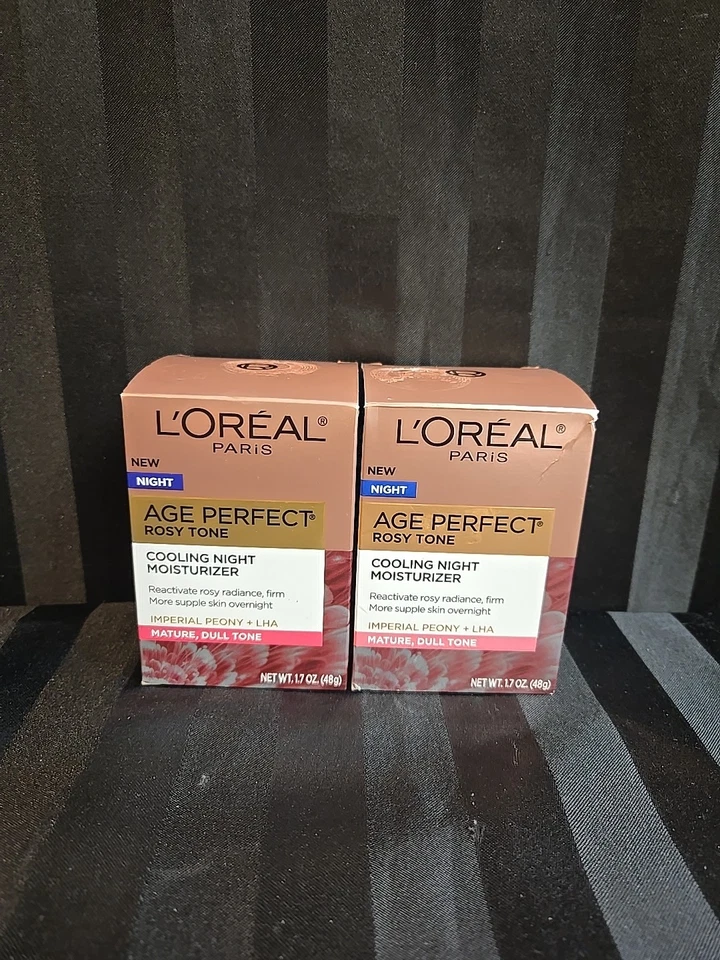 L'ORÉAL®
PARiS
NEW
NIGHT
AGE PERFECT®
ROSY TONE
COOLING NIGHT
MOISTURIZER
Reactivate rosy radiance, firm
More supple skin overnight
IMPERIAL PEONY + LHA
MATURE, DULL TONE
NET WT. 1.7 OZ. (48g)
L'ORÉAL®
PARiS
NEW
NIGHT
AGE PERFECT®
ROSY TONE
COOLING NIGHT
MOISTURIZER
Reactivate rosy radiance, firm
More supple skin overnight
IMPERIAL PEONY + LHA
MATURE, DULL TONE
NET WT. 1.7 OZ. (48g)